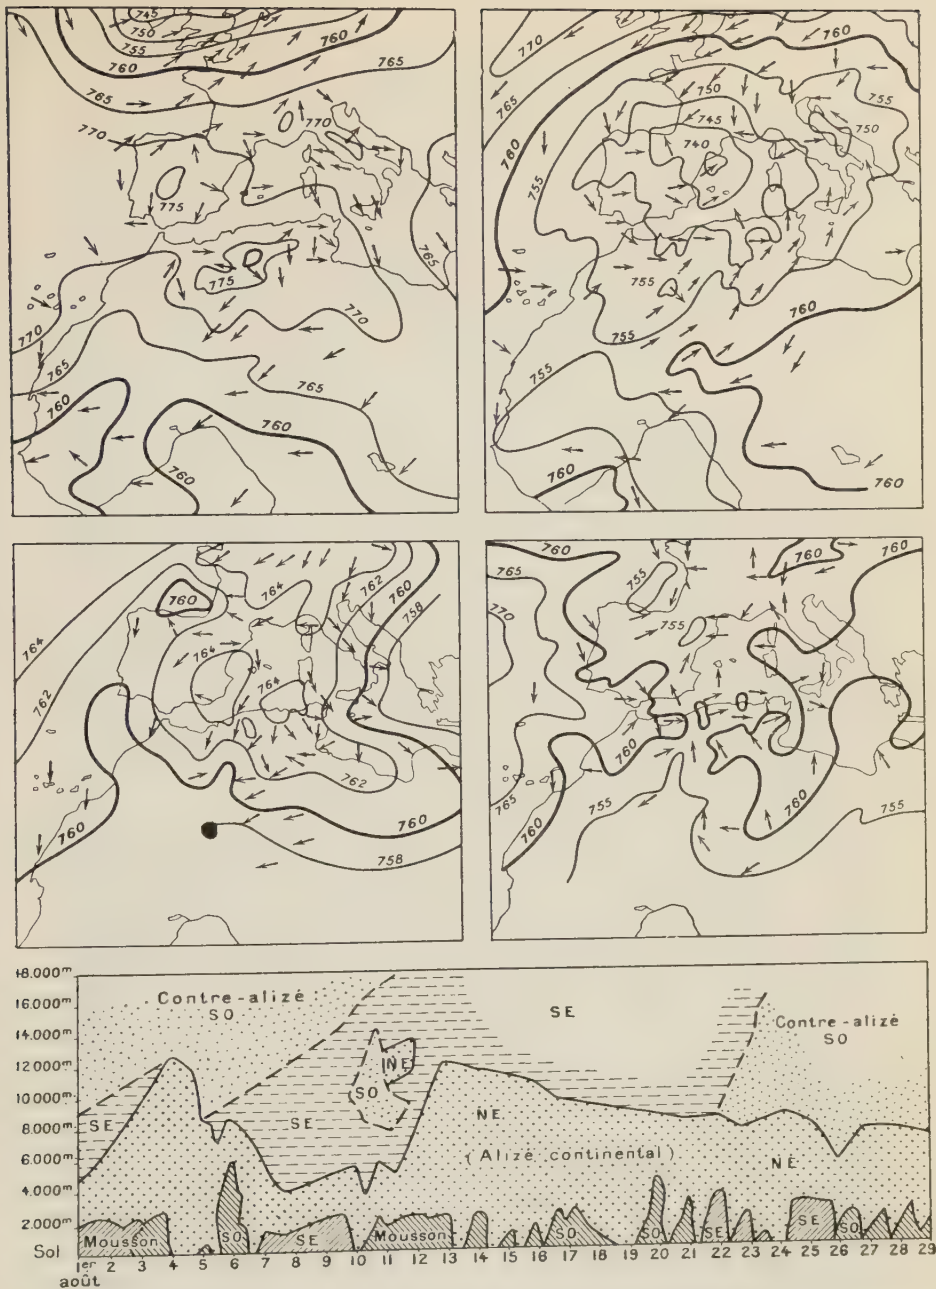 745
750
755 760 760
765
765
770 770
775
775
770 770
765 765
760 760
760
770
765 750 755
760 745 750
755 740
755
755 760
755
760 760
760 762
764 760
764 758
762 764
762
760 760
758
760 755 760 760
765
770 755
760
765 755 760 755
760
18.000m
16.000m Contre-alizé
SO SE Contre-alizé
14.000m SO
12.000m NE
10.000m SO
8.000m SE SE NE
6.000m (Alizé continental) NE
4.000m
2.000m SO SO SE
Sol Mousson SE Mousson SO SE SO
1er 2 3 4 5 6 7 8 9 10 11 12 13 14 15 16 17 18 19 20 21 22 23 24 25 26 27 28 29
août